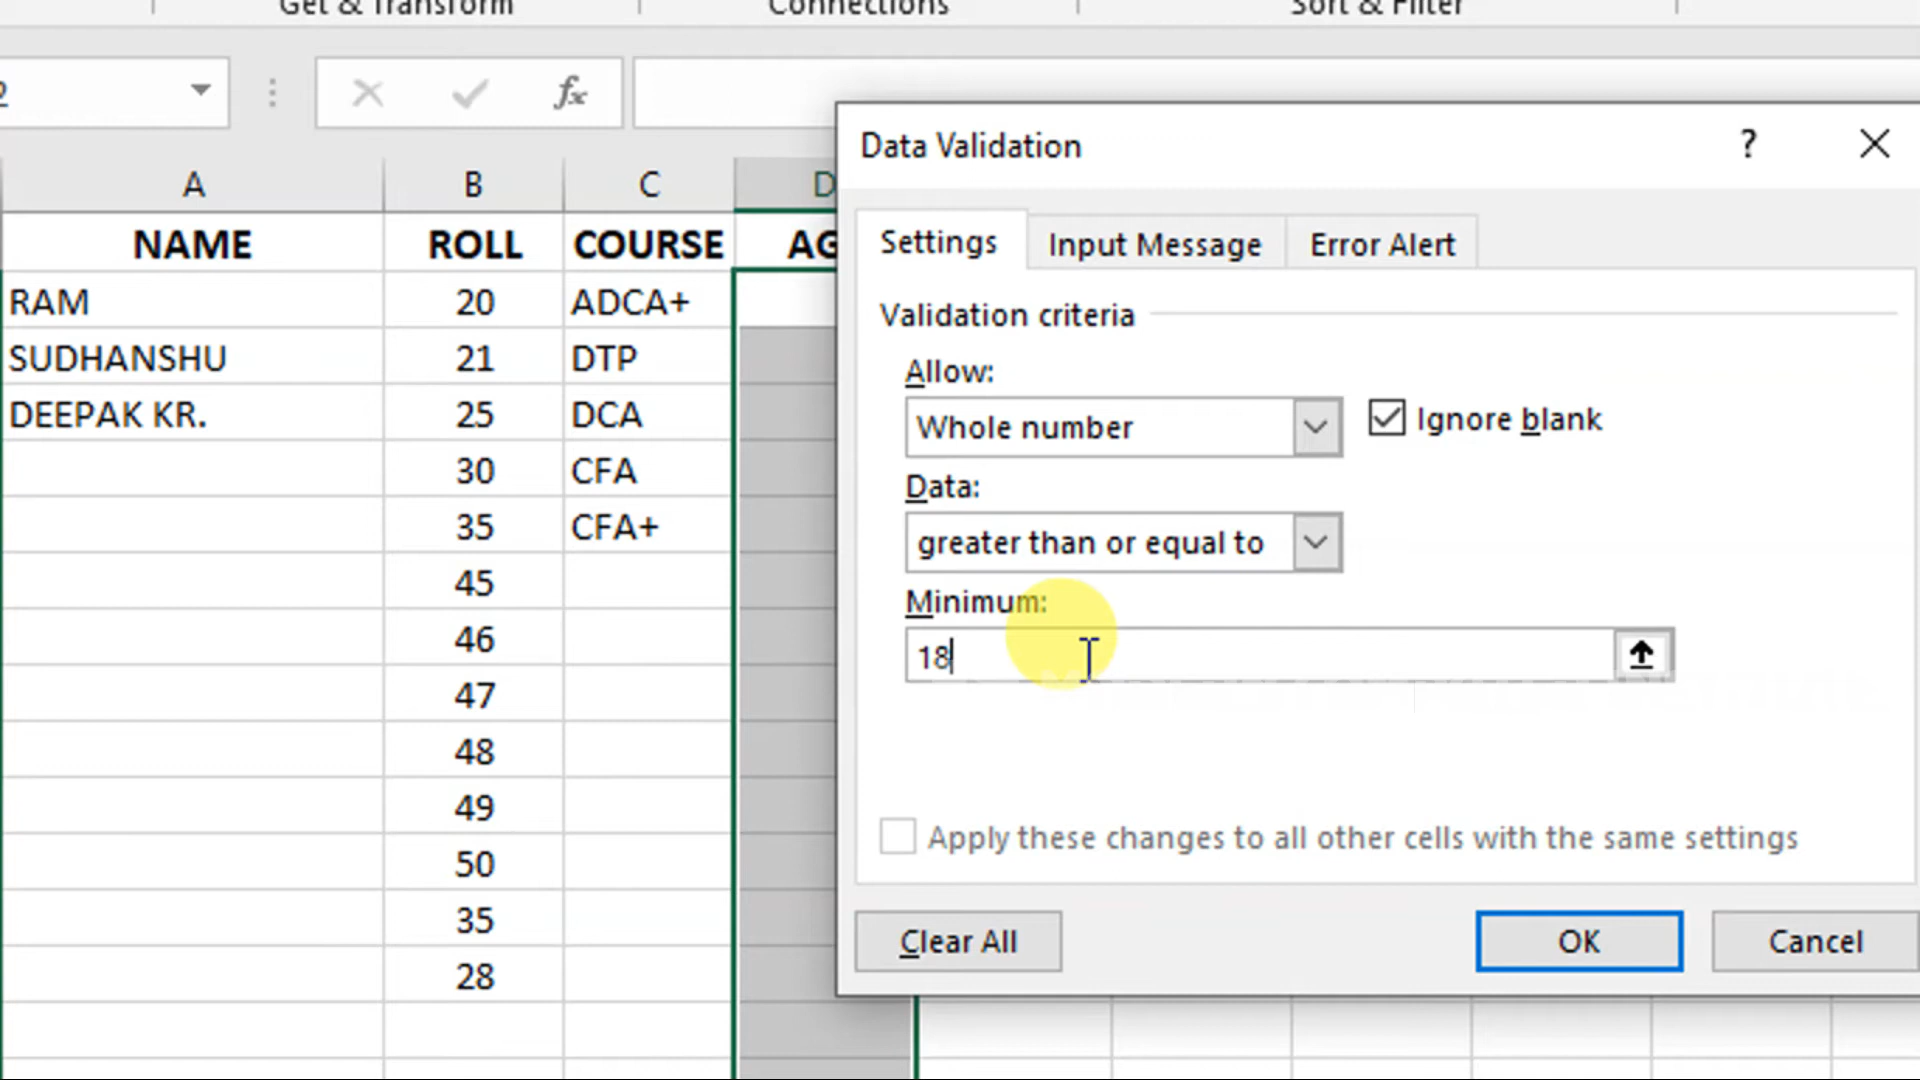 Get & Transform Connections Sort & Filter
2 fx
A B C D
NAME ROLL COURSE AG
RAM 20 ADCA+
SUDHANSHU 21 DTP
DEEPAK KR. 25 DCA
30 CFA
35 CFA+
45
46
47
48
49
50
35
28
Data Validation ?
Settings Input Message Error Alert
Validation criteria
Allow:
Whole number Ignore blank
Data:
greater than or equal to
Minimum:
18
Apply these changes to all other cells with the same settings
Clear All OK Cancel